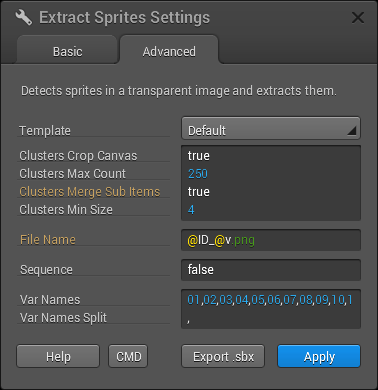 Extract Sprites Settings
Basic Advanced
Detects sprites in a transparent image and extracts them.
Template Default
Clusters Crop Canvas true
Clusters Max Count 250
Clusters Merge Sub Items true
Clusters Min Size 4
File Name @ID_@v.png
Sequence false
Var Names 01,02,03,04,05,06,07,08,09,10,1
Var Names Split ,
Help CMD Export .sbx Apply